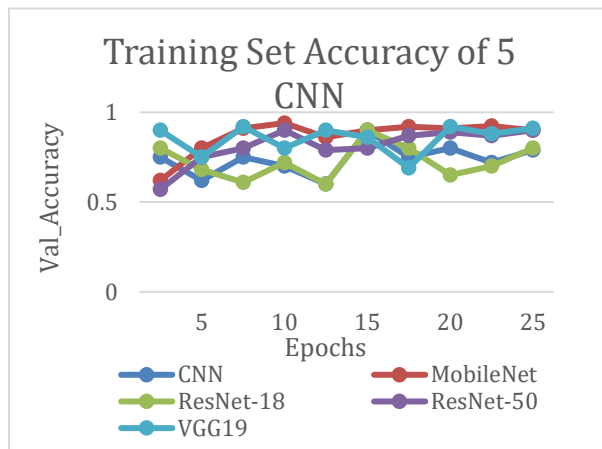 Training Set Accuracy of 5
CNN
Val_Accuracy
1
0.5
0
5 10 15 20 25
Epochs
CNN MobileNet
ResNet-18 ResNet-50
VGG19